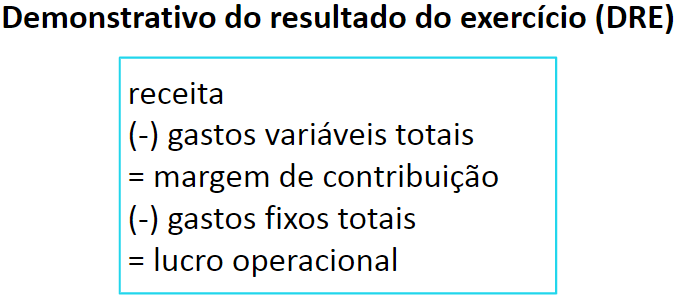 Demonstrativo do resultado do exercício (DRE)
receita
(-) gastos variáveis totais
= margem de contribuição
(-) gastos fixos totais
= lucro operacional